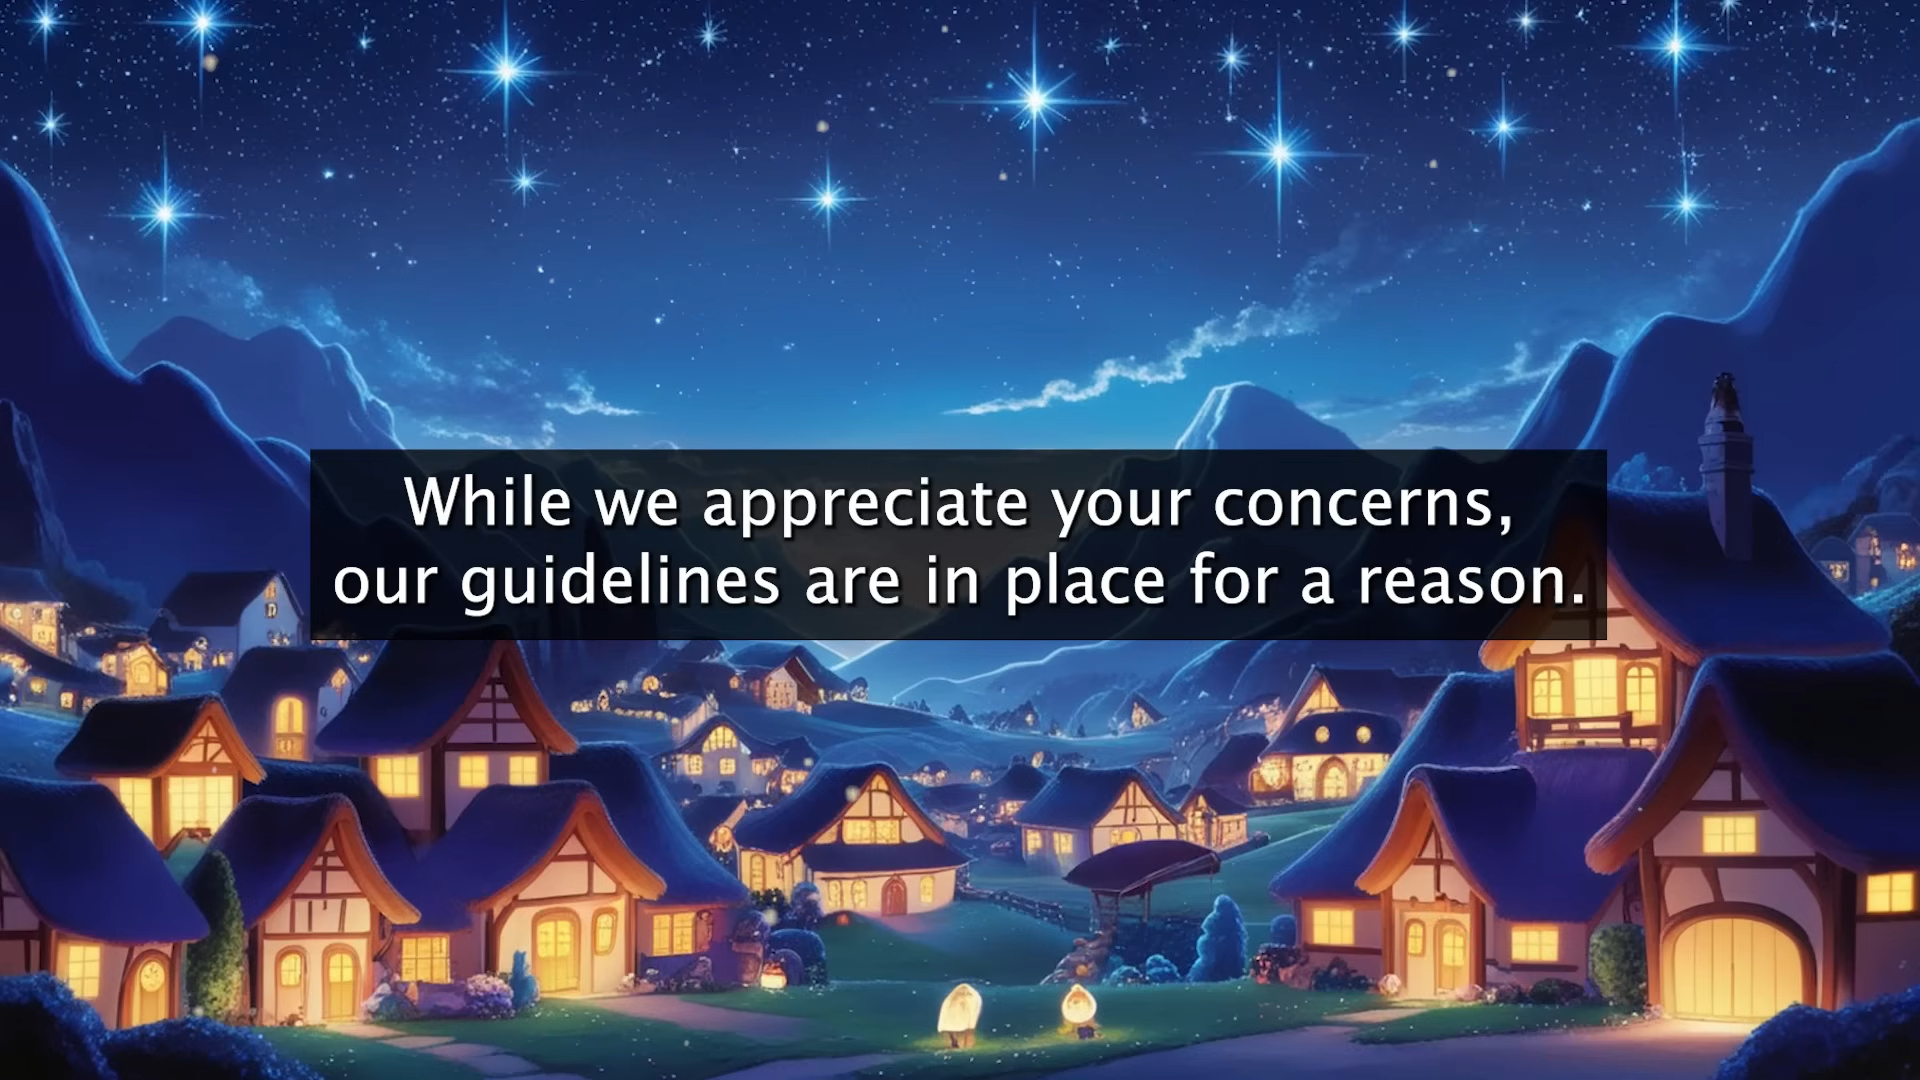 While we appreciate your concerns,
our guidelines are in place for a reason.